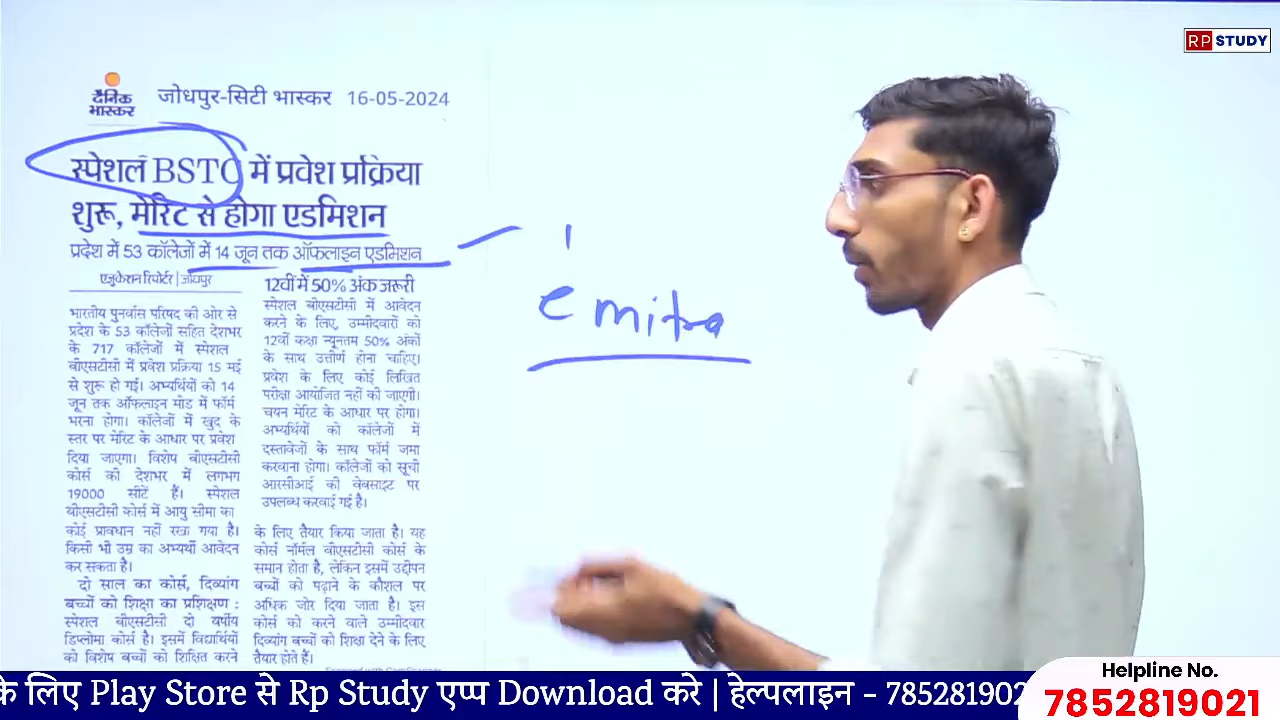 RP STUDY
दैनिक
भास्कर
जोधपुर-सिटी भास्कर 16-05-2024
स्पेशल BSTC में प्रवेश प्रक्रिया
शुरू, मेरिट से होगा एडमिशन
प्रदेश में 53 कॉलेजों में 14 जून तक ऑफलाइन एडमिशन
एजुकेशन रिपोर्टर | जोधपुर
भारतीय पुनर्वास परिषद की ओर से
प्रदेश के 53 कॉलेजों सहित देशभर
के 717 कॉलेजों में स्पेशल
बीएसटीसी में प्रवेश प्रक्रिया 15 मई
से शुरू हो गई। अभ्यर्थियों को 14
जून तक ऑफलाइन मोड में फॉर्म
भरना होगा। कॉलेजों में खुद के
स्तर पर मेरिट के आधार पर प्रवेश
दिया जाएगा। विशेष बीएसटीसी
कोर्स की देशभर में लगभग
19000 सीटें हैं। स्पेशल
बीएसटीसी कोर्स में आयु सीमा का
कोई प्रावधान नहीं रखा गया है।
किसी भी उम्र का अभ्यर्थी आवेदन
कर सकता है।
दो साल का कोर्स, दिव्यांग
बच्चों को शिक्षा का प्रशिक्षण :
स्पेशल बीएसटीसी दो वर्षीय
डिप्लोमा कोर्स है। इसमें विद्यार्थियों
को विशेष बच्चों को शिक्षित करने
12वीं में 50% अंक जरूरी
स्पेशल बीएसटीसी में आवेदन
करने के लिए, उम्मीदवारों को
12वीं कक्षा न्यूनतम 50% अंकों
के साथ उत्तीर्ण होना चाहिए।
प्रवेश के लिए कोई लिखित
परीक्षा आयोजित नहीं की जाएगी।
चयन मेरिट के आधार पर होगा।
अभ्यर्थियों को कॉलेजों में
दस्तावेजों के साथ फॉर्म जमा
करवाना होगा। कॉलेजों की सूची
आरसीआई की वेबसाइट पर
उपलब्ध करवाई गई है।
के लिए तैयार किया जाता है। यह
कोर्स नॉर्मल बीएसटीसी कोर्स के
समान होता है, लेकिन इसमें उद्दीपन
बच्चों को पढ़ाने के कौशल पर
अधिक जोर दिया जाता है। इस
कोर्स को करने वाले उम्मीदवार
दिव्यांग बच्चों को शिक्षा देने के लिए
तैयार होते हैं।
e mitra
के लिए Play Store से Rp Study एप्प Download करे | हेल्पलाइन - 785281902
Helpline No.
7852819021